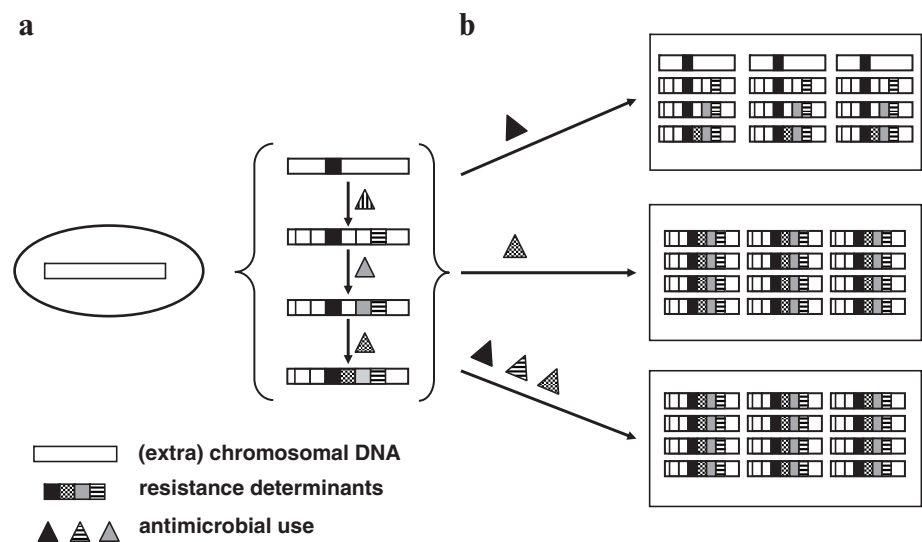 a
b
(extra) chromosomal DNA
resistance determinants
antimicrobial use